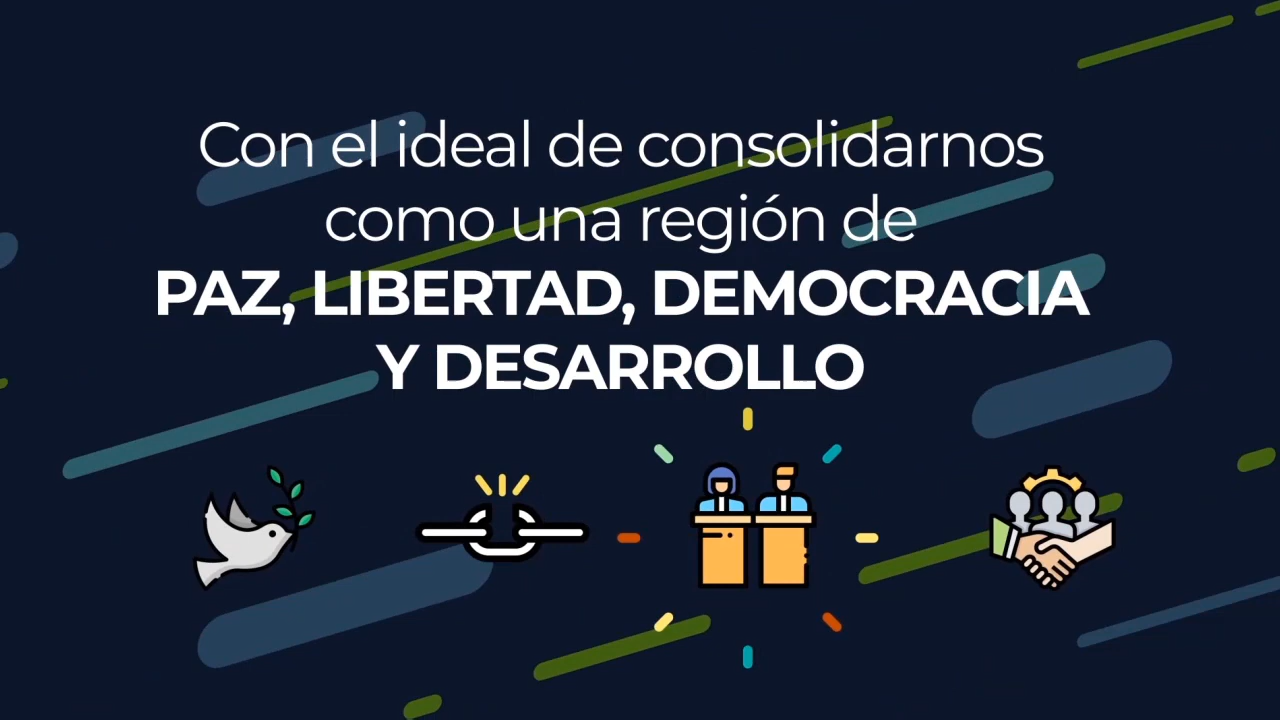 Con el ideal de consolidarnos
como una región de
PAZ, LIBERTAD, DEMOCRACIA
Y DESARROLLO